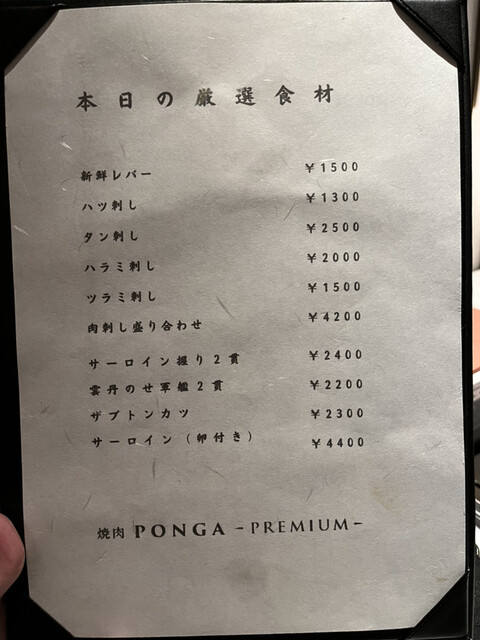 本日の厳選食材
新鮮レバー ￥1500
ハツ刺し ￥1300
タン刺し ￥2500
ハラミ刺し ￥2000
ツラミ刺し ￥1500
肉刺し盛り合わせ ￥4200
サーロイン握り2貫 ￥2400
雲丹のせ軍艦2貫 ￥2200
ザブトンカツ ￥2300
サーロイン（卵付き） ￥4400
焼肉 PONGA -PREMIUM-